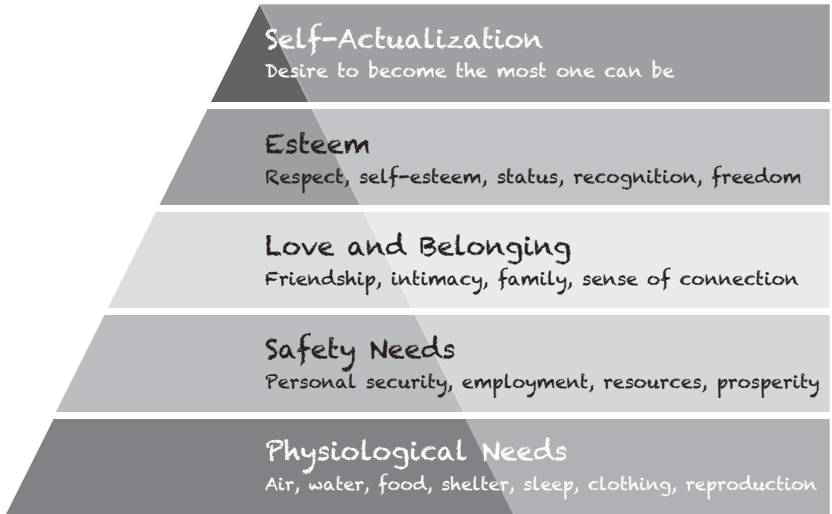 Self-Actualization
Desire to become the most one can be
Esteem
Respect, self-esteem, status, recognition, freedom
Love and Belonging
Friendship, intimacy, family, sense of connection
Safety Needs
Personal security, employment, resources, prosperity
Physiological Needs
Air, water, food, shelter, sleep, clothing, reproduction